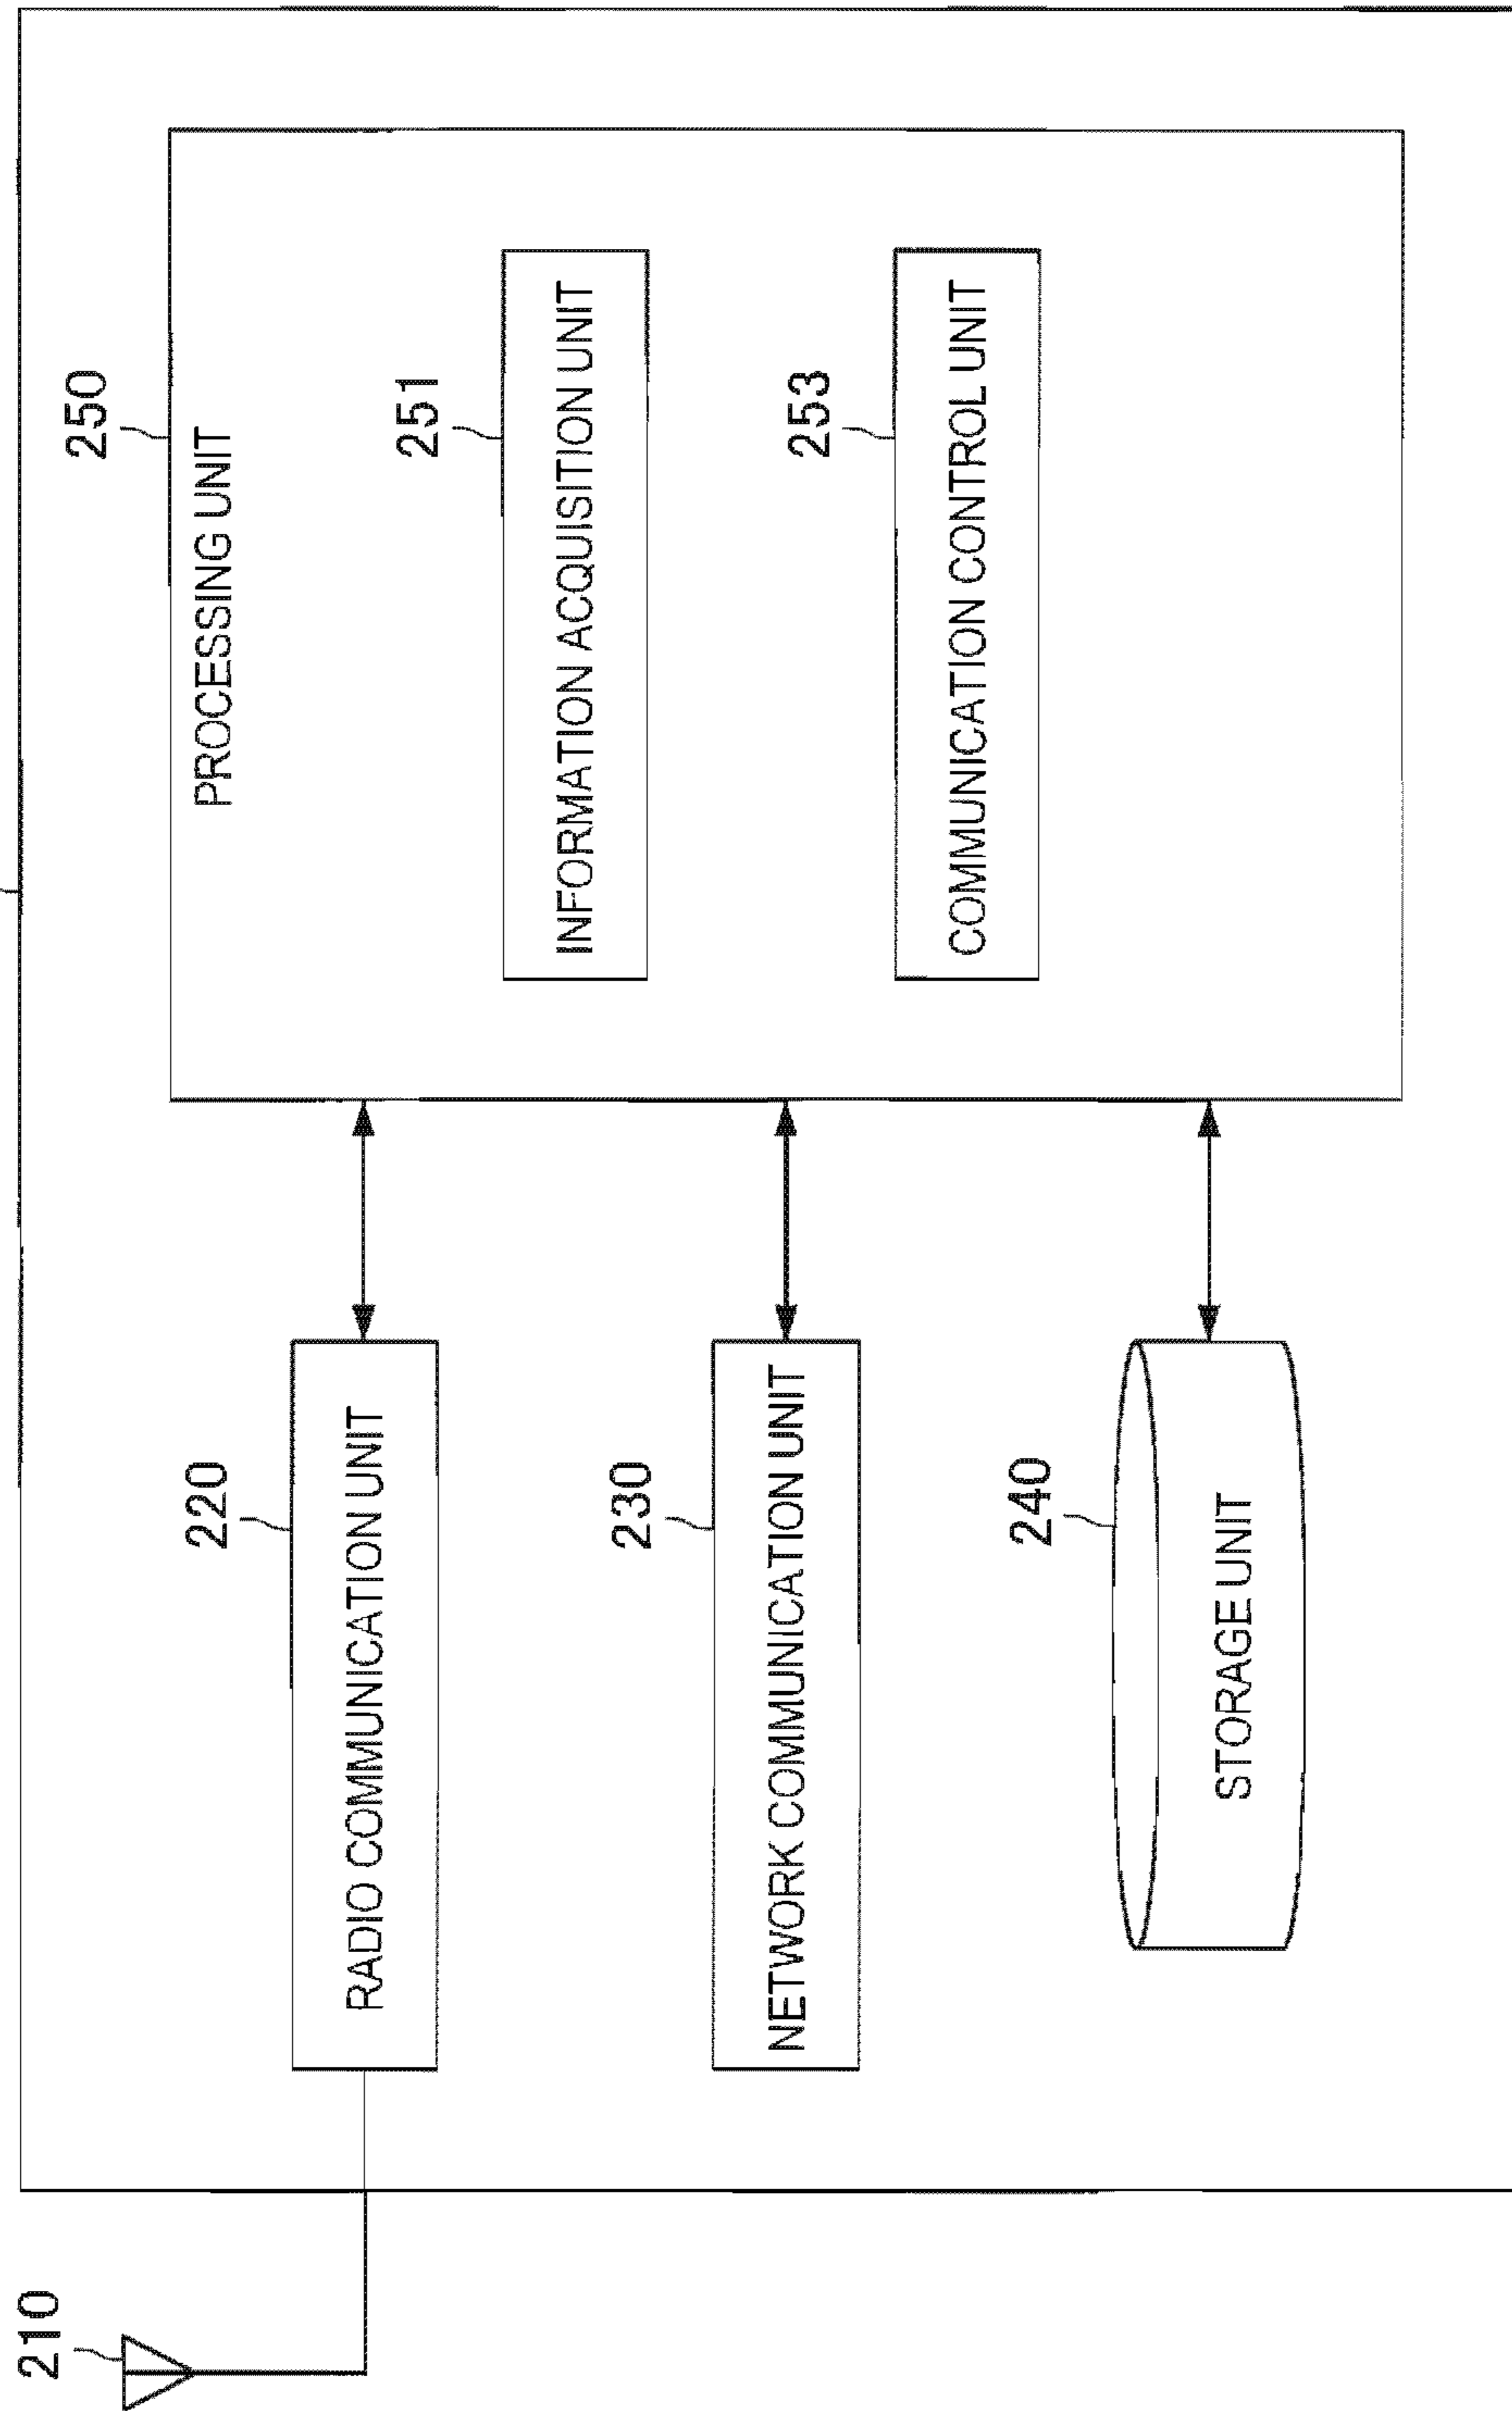 210
220
RADIO COMMUNICATION UNIT
230
NETWORK COMMUNICATION UNIT
240
STORAGE UNIT
250
PROCESSING UNIT
251
INFORMATION ACQUISITION UNIT
253
COMMUNICATION CONTROL UNIT